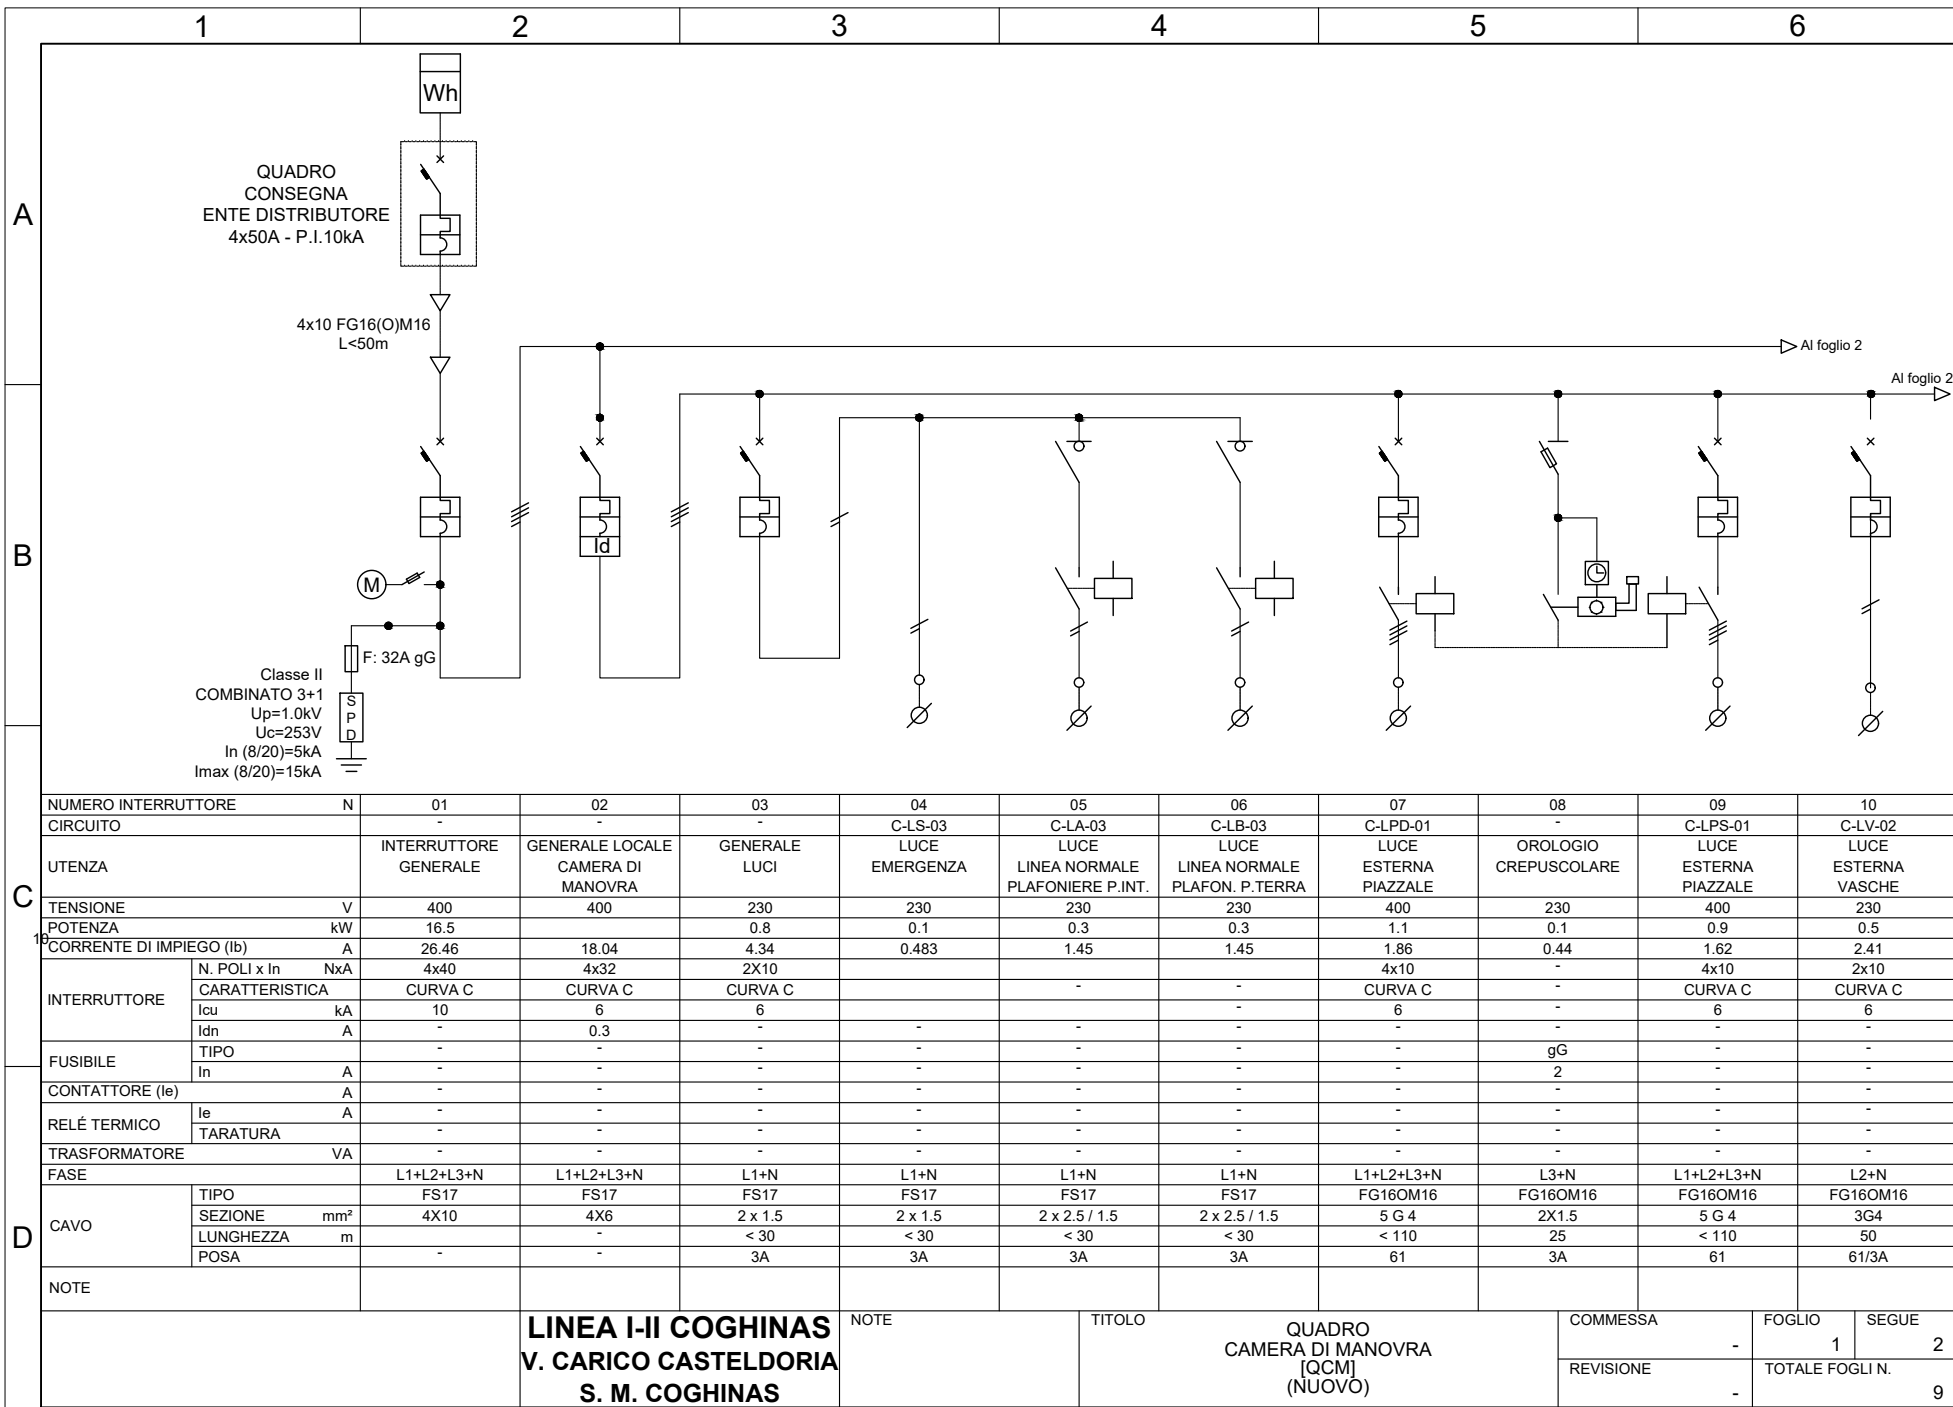 1 2 3 4 5 6
Wh
QUADRO
CONSEGNA
ENTE DISTRIBUTORE
4x50A - P.I.10kA
A
4x10 FG16(O)M16
L<50m
Al foglio 2
Al foglio 2
B
Id
M
F: 32A gG
Classe II
COMBINATO 3+1
Up=1.0kV
Uc=253V
In (8/20)=5kA
Imax (8/20)=15kA
S
P
D
NUMERO INTERRUTTORE N 01 02 03 04 05 06 07 08 09 10
CIRCUITO - - - C-LS-03 C-LA-03 C-LB-03 C-LPD-01 - C-LPS-01 C-LV-02
UTENZA
INTERRUTTORE GENERALE LOCALE GENERALE LUCE LUCE LUCE LUCE OROLOGIO LUCE LUCE
GENERALE CAMERA DI LUCI EMERGENZA LINEA NORMALE LINEA NORMALE ESTERNA CREPUSCOLARE ESTERNA ESTERNA
MANOVRA PLAFONIERE P.INT. PLAFON. P.TERRA PIAZZALE PIAZZALE VASCHE
C
TENSIONE V 400 400 230 230 230 230 400 230 400 230
POTENZA kW 16.5 0.8 0.1 0.3 0.3 1.1 0.1 0.9 0.5
10
CORRENTE DI IMPIEGO (Ib) A 26.46 18.04 4.34 0.483 1.45 1.45 1.86 0.44 1.62 2.41
INTERRUTTORE
N. POLI x In NxA 4x40 4x32 2X10 4x10 - 4x10 2x10
CARATTERISTICA CURVA C CURVA C CURVA C - - CURVA C - CURVA C CURVA C
Icu kA 10 6 6 - 6 - 6 6
Idn A - 0.3 - - - - - - - -
FUSIBILE
TIPO - - - - - - - gG - -
In A - - - - - - - 2 - -
CONTATTORE (Ie) A - - - - - - - - - -
RELÉ TERMICO
Ie A - - - - - - - - - -
TARATURA - - - - - - - - - -
TRASFORMATORE VA - - - - - - - - - -
FASE L1+L2+L3+N L1+L2+L3+N L1+N L1+N L1+N L1+N L1+L2+L3+N L3+N L1+L2+L3+N L2+N
D
CAVO
TIPO FS17 FS17 FS17 FS17 FS17 FS17 FG16OM16 FG16OM16 FG16OM16 FG16OM16
SEZIONE mm² 4X10 4X6 2 x 1.5 2 x 1.5 2 x 2.5 / 1.5 2 x 2.5 / 1.5 5 G 4 2X1.5 5 G 4 3G4
LUNGHEZZA m - < 30 < 30 < 30 < 30 < 110 25 < 110 50
POSA - - 3A 3A 3A 3A 61 3A 61 61/3A
NOTE
LINEA I-II COGHINAS
V. CARICO CASTELDORIA
S. M. COGHINAS
NOTE
TITOLO
QUADRO
CAMERA DI MANOVRA
[QCM]
(NUOVO)
COMMESSA
-
FOGLIO
1
SEGUE
2
REVISIONE
-
TOTALE FOGLI N.
9